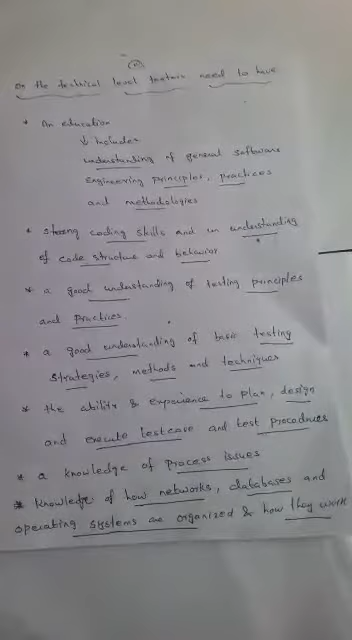 On the technical level testers need to have
* An education
↓ includes
understanding of general software
engineering principles, practices
and methodologies
* strong coding skills and an understanding
of code structure and behavior
* a good understanding of testing principles
and practices.
* a good understanding of basic testing
strategies, methods and techniques
* the ability & experience to plan, design
and execute testcase and test procedures
* a knowledge of process issues
* knowledge of how networks, databases and
operating systems are organized & how they work